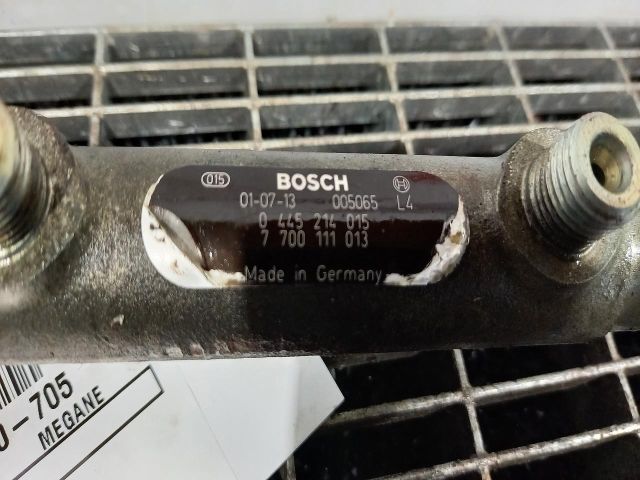 015 BOSCH
01-07-13 005065 L4
0 445 214 015
7 700 111 013
Made in Germany
0-705
MEGANE